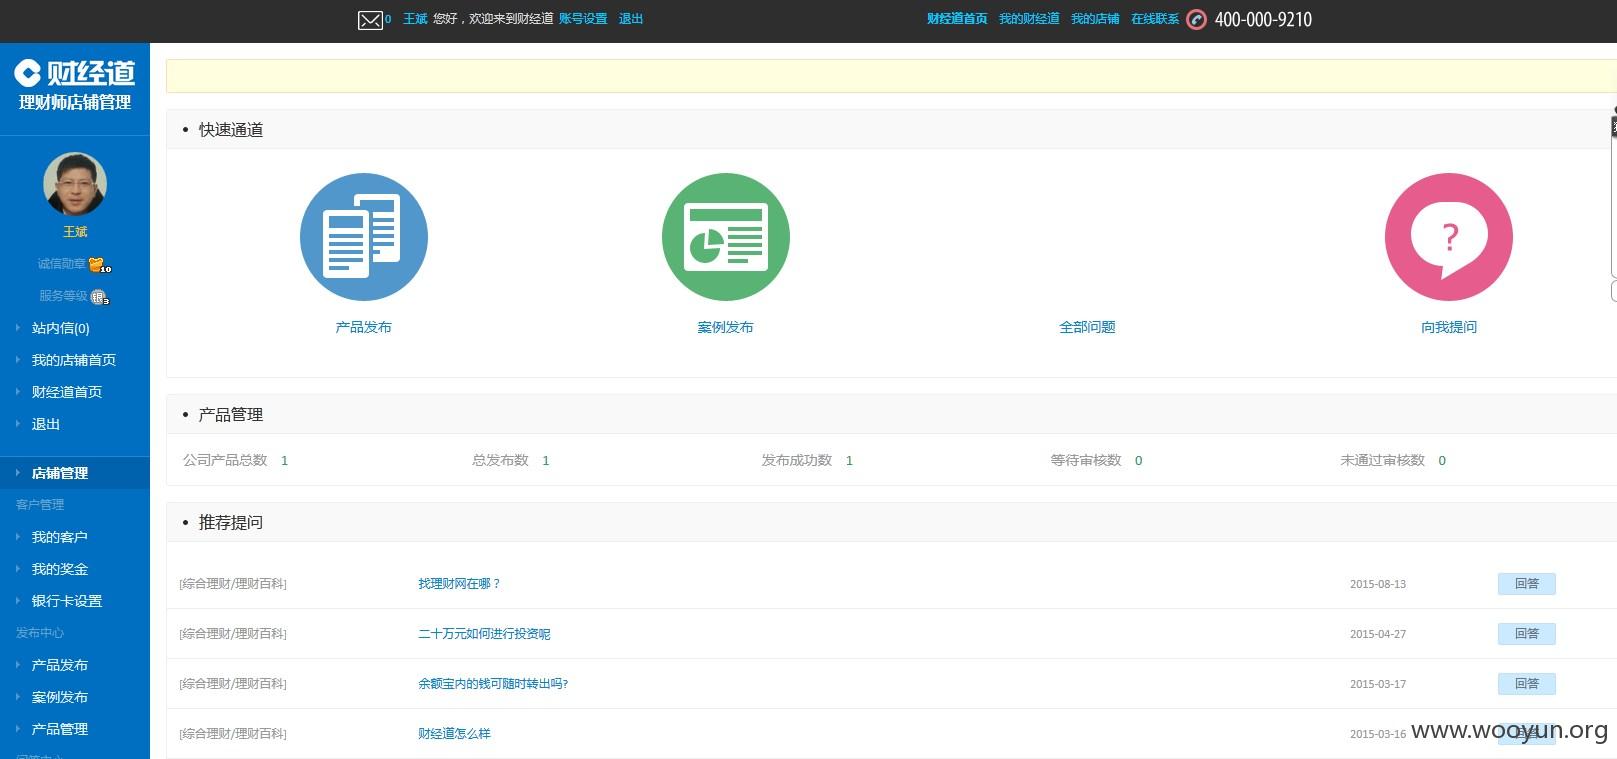 0 王斌 您好，欢迎来到财经道 账号设置 退出
财经道首页 我的财经道 我的店铺 在线联系 400-000-9210
财经道
理财师店铺管理
王斌
诚信勋章 10
服务等级 银 3
站内信(0)
我的店铺首页
财经道首页
退出
店铺管理
客户管理
我的客户
我的奖金
银行卡设置
发布中心
产品发布
案例发布
产品管理
• 快速通道
?
产品发布 案例发布 全部问题 向我提问
• 产品管理
公司产品总数 1 总发布数 1 发布成功数 1 等待审核数 0 未通过审核数 0
• 推荐提问
[综合理财/理财百科] 找理财网在哪？ 2015-08-13 回答
[综合理财/理财百科] 二十万元如何进行投资呢 2015-04-27 回答
[综合理财/理财百科] 余额宝内的钱可随时转出吗? 2015-03-17 回答
[综合理财/理财百科] 财经道怎么样 2015-03-16 回答
www.wooyun.org